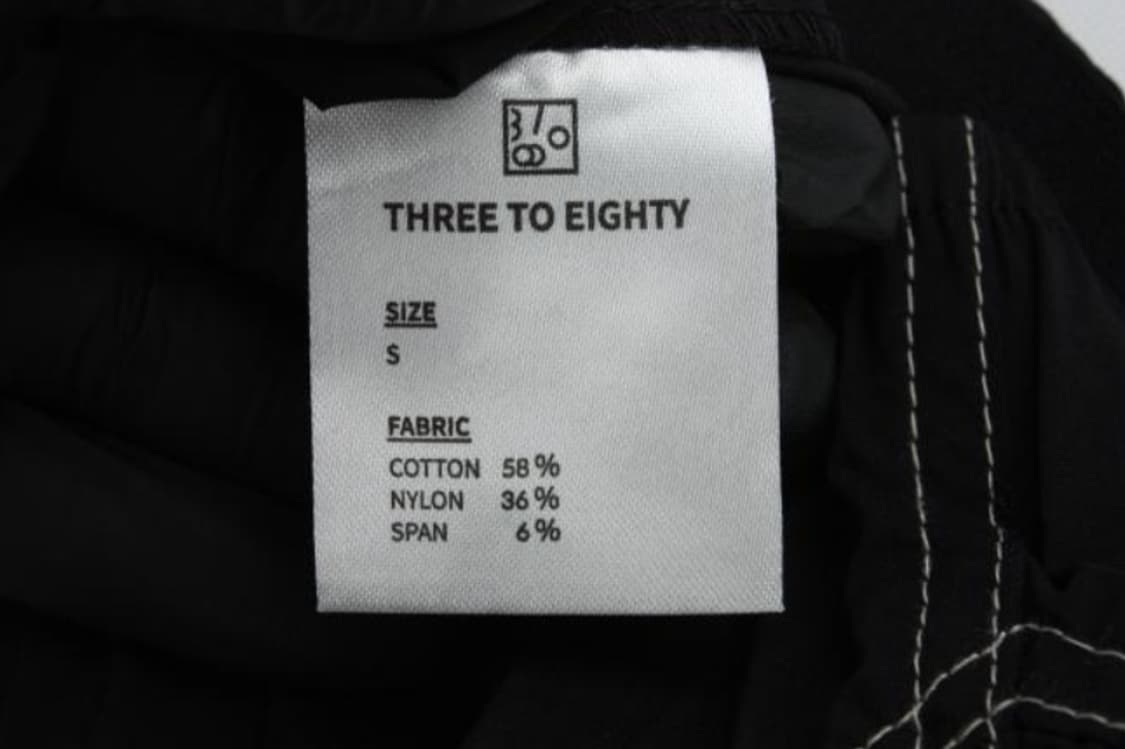 THREE TO EIGHTY
SIZE
S
FABRIC
COTTON 58%
NYLON 36%
SPAN 6%